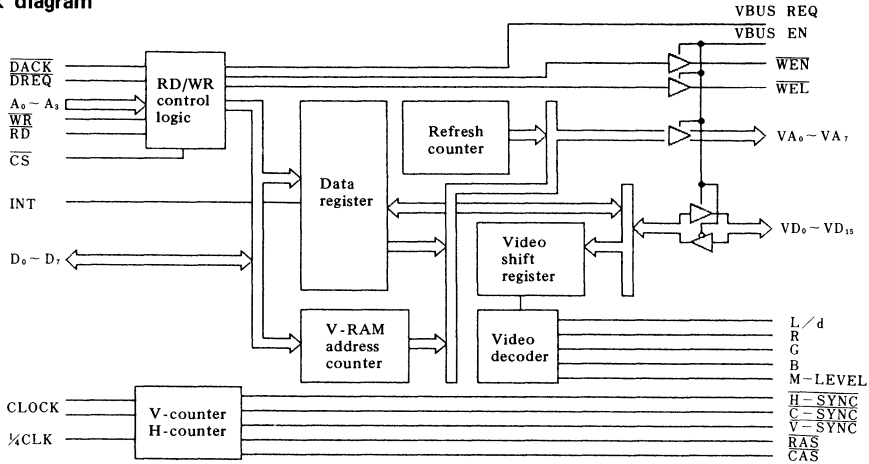 k diagram
VBUS REQ
VBUS EN
DACK
DREQ
A₀~A₃
WR
RD
CS
INT
D₀~D₇
CLOCK
¼CLK
RD/WR
control
logic
Data
register
Refresh
counter
Video
shift
register
V-RAM
address
counter
Video
decoder
V-counter
H-counter
WEN
WEL
VA₀~VA₇
VD₀~VD₁₅
L/d
R
G
B
M-LEVEL
H-SYNC
C-SYNC
V-SYNC
RAS
CAS